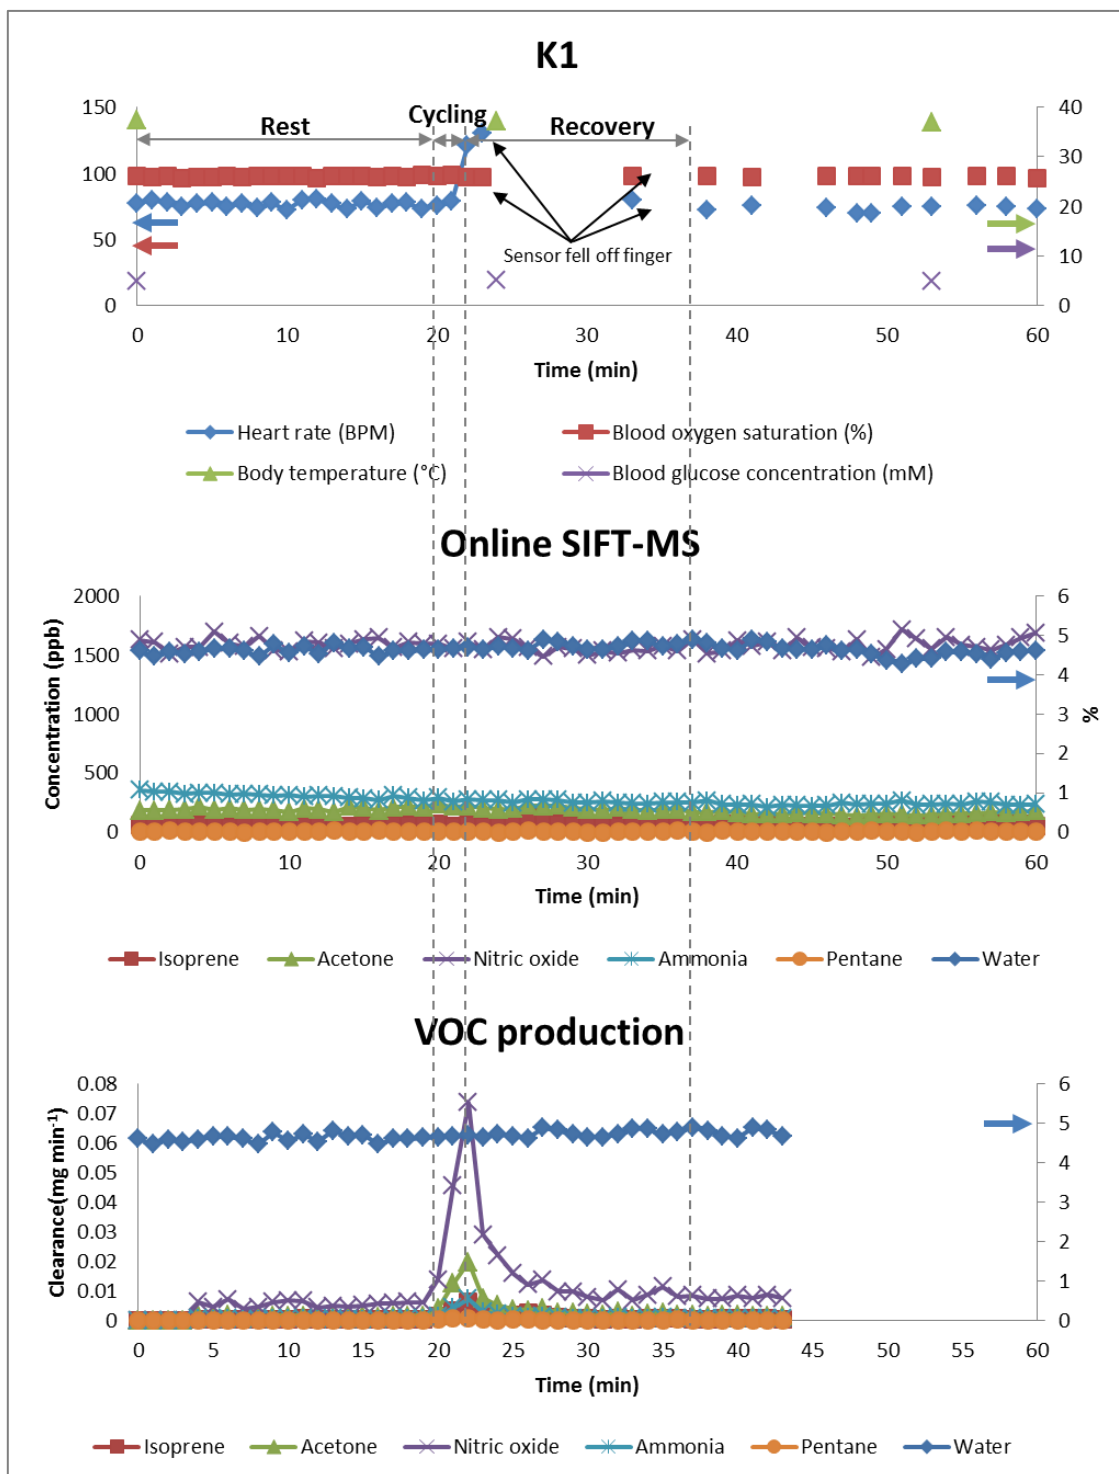 K1
150
100
50
0
40
30
20
10
0
Rest
Cycling
Recovery
Sensor fell off finger
0 10 20 30 40 50 60
Time (min)
Heart rate (BPM)
Blood oxygen saturation (%)
Body temperature (°C)
Blood glucose concentration (mM)
Online SIFT-MS
Concentration (ppb)
2000
1500
1000
500
0
6
5
4
3
2
1
0
%
0 10 20 30 40 50 60
Time (min)
Isoprene Acetone Nitric oxide Ammonia Pentane Water
VOC production
Clearance(mg min⁻¹)
0.08
0.07
0.06
0.05
0.04
0.03
0.02
0.01
0
6
5
4
3
2
1
0
0 5 10 15 20 25 30 35 40 45 50 55 60
Time (min)
Isoprene Acetone Nitric oxide Ammonia Pentane Water